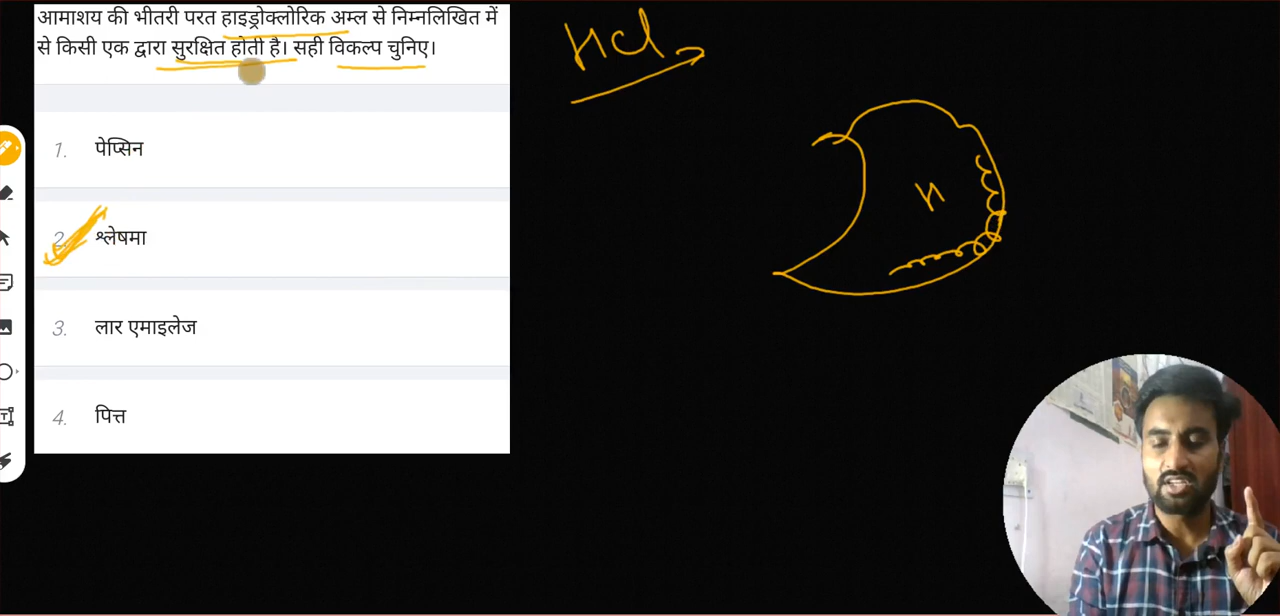 आमाशय की भीतरी परत हाइड्रोक्लोरिक अम्ल से निम्नलिखित में
से किसी एक द्वारा सुरक्षित होती है। सही विकल्प चुनिए।
1. पेप्सिन
2. श्लेषमा
3. लार एमाइलेज
4. पित्त
HCl
H